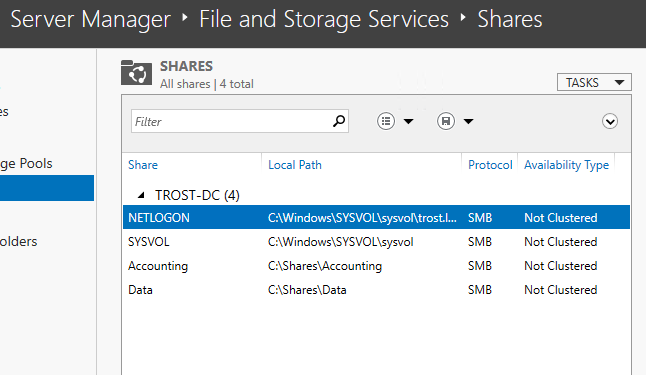 Server Manager ‣ File and Storage Services ‣ Shares
SHARES
All shares | 4 total
TASKS
Filter
es
ge Pools
olders
Share Local Path Protocol Availability Type
TROST-DC (4)
NETLOGON C:\Windows\SYSVOL\sysvol\trost.l... SMB Not Clustered
SYSVOL C:\Windows\SYSVOL\sysvol SMB Not Clustered
Accounting C:\Shares\Accounting SMB Not Clustered
Data C:\Shares\Data SMB Not Clustered